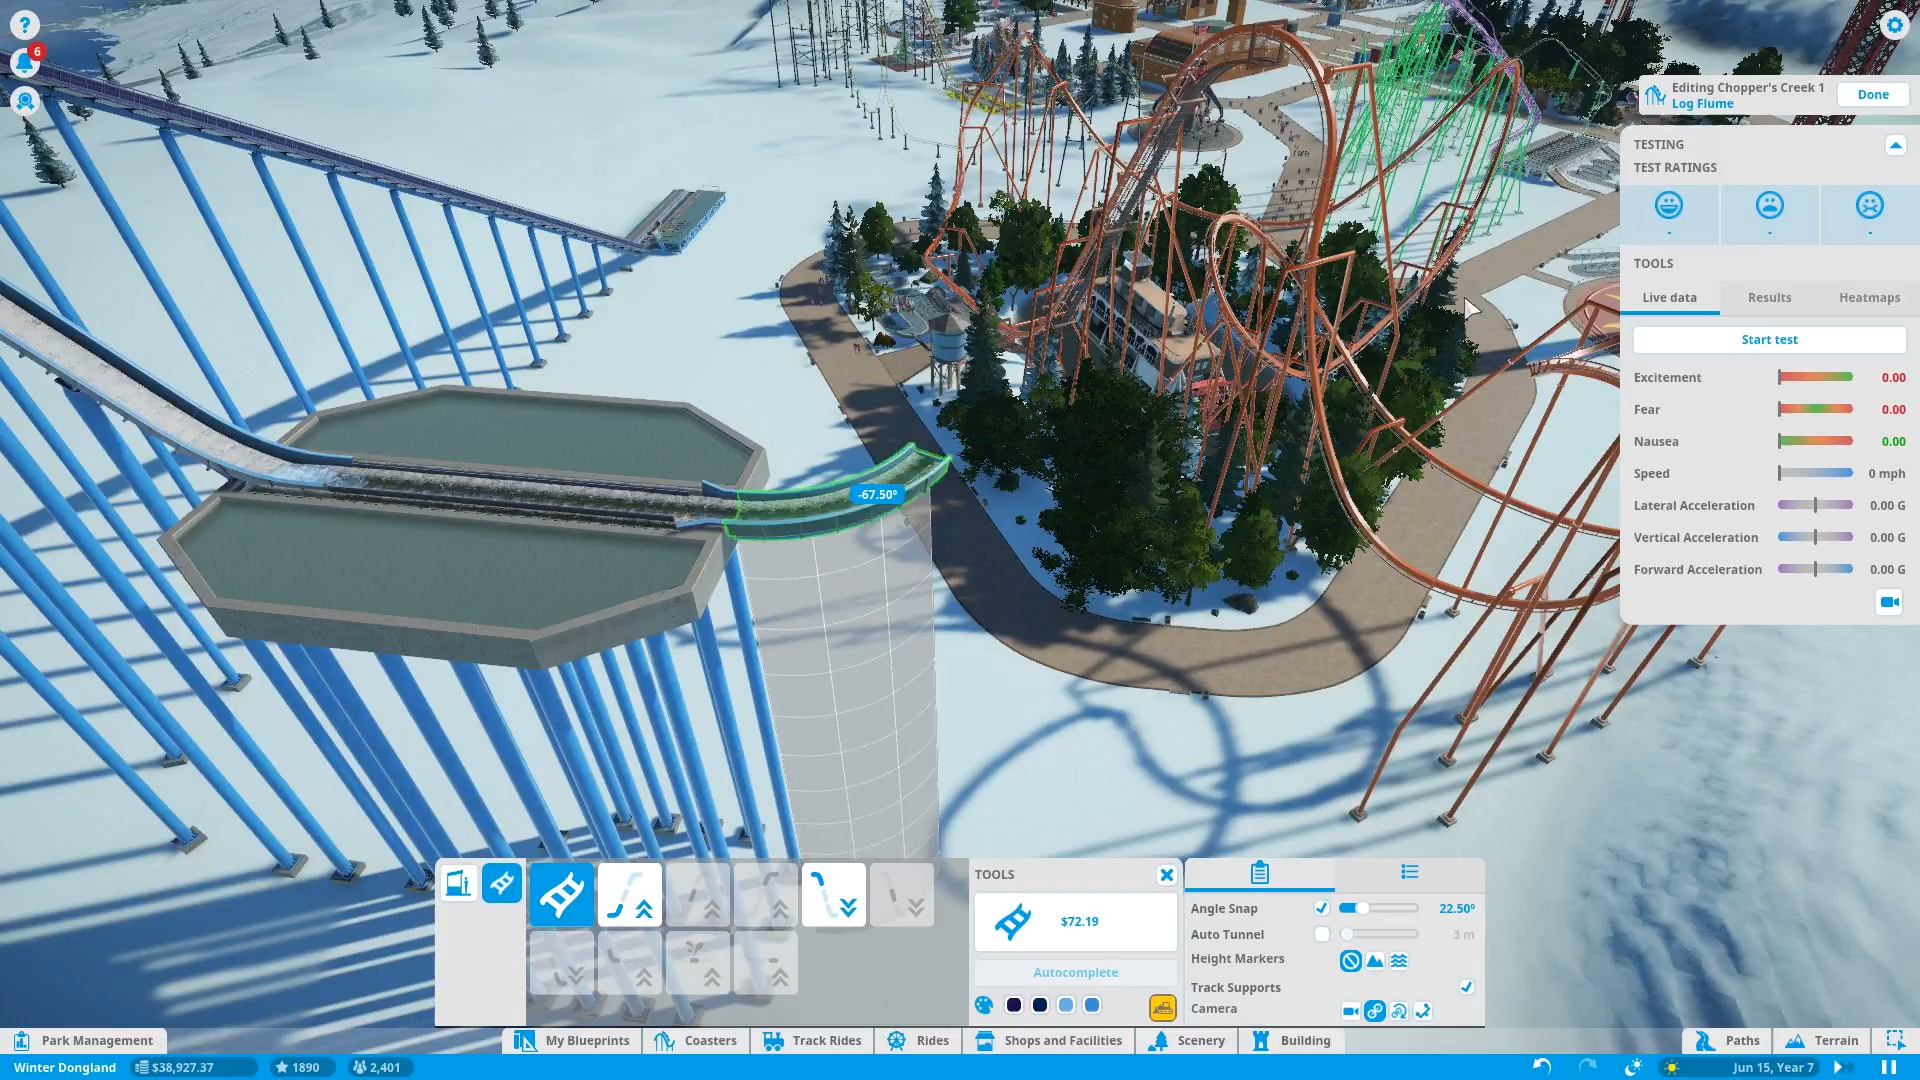 ?
6
Editing Chopper's Creek 1
Log Flume
Done
TESTING
TEST RATINGS
- - -
TOOLS
Live data Results Heatmaps
Start test
Excitement 0.00
Fear 0.00
Nausea 0.00
Speed 0 mph
Lateral Acceleration 0.00 G
Vertical Acceleration 0.00 G
Forward Acceleration 0.00 G
-67.50°
TOOLS
$72.19
Autocomplete
Angle Snap 22.50°
Auto Tunnel 3 m
Height Markers
Track Supports
Camera
Park Management My Blueprints Coasters Track Rides Rides Shops and Facilities Scenery Building Paths Terrain
Winter Dongland $38,927.37 1890 2,401 Jun 15, Year 7